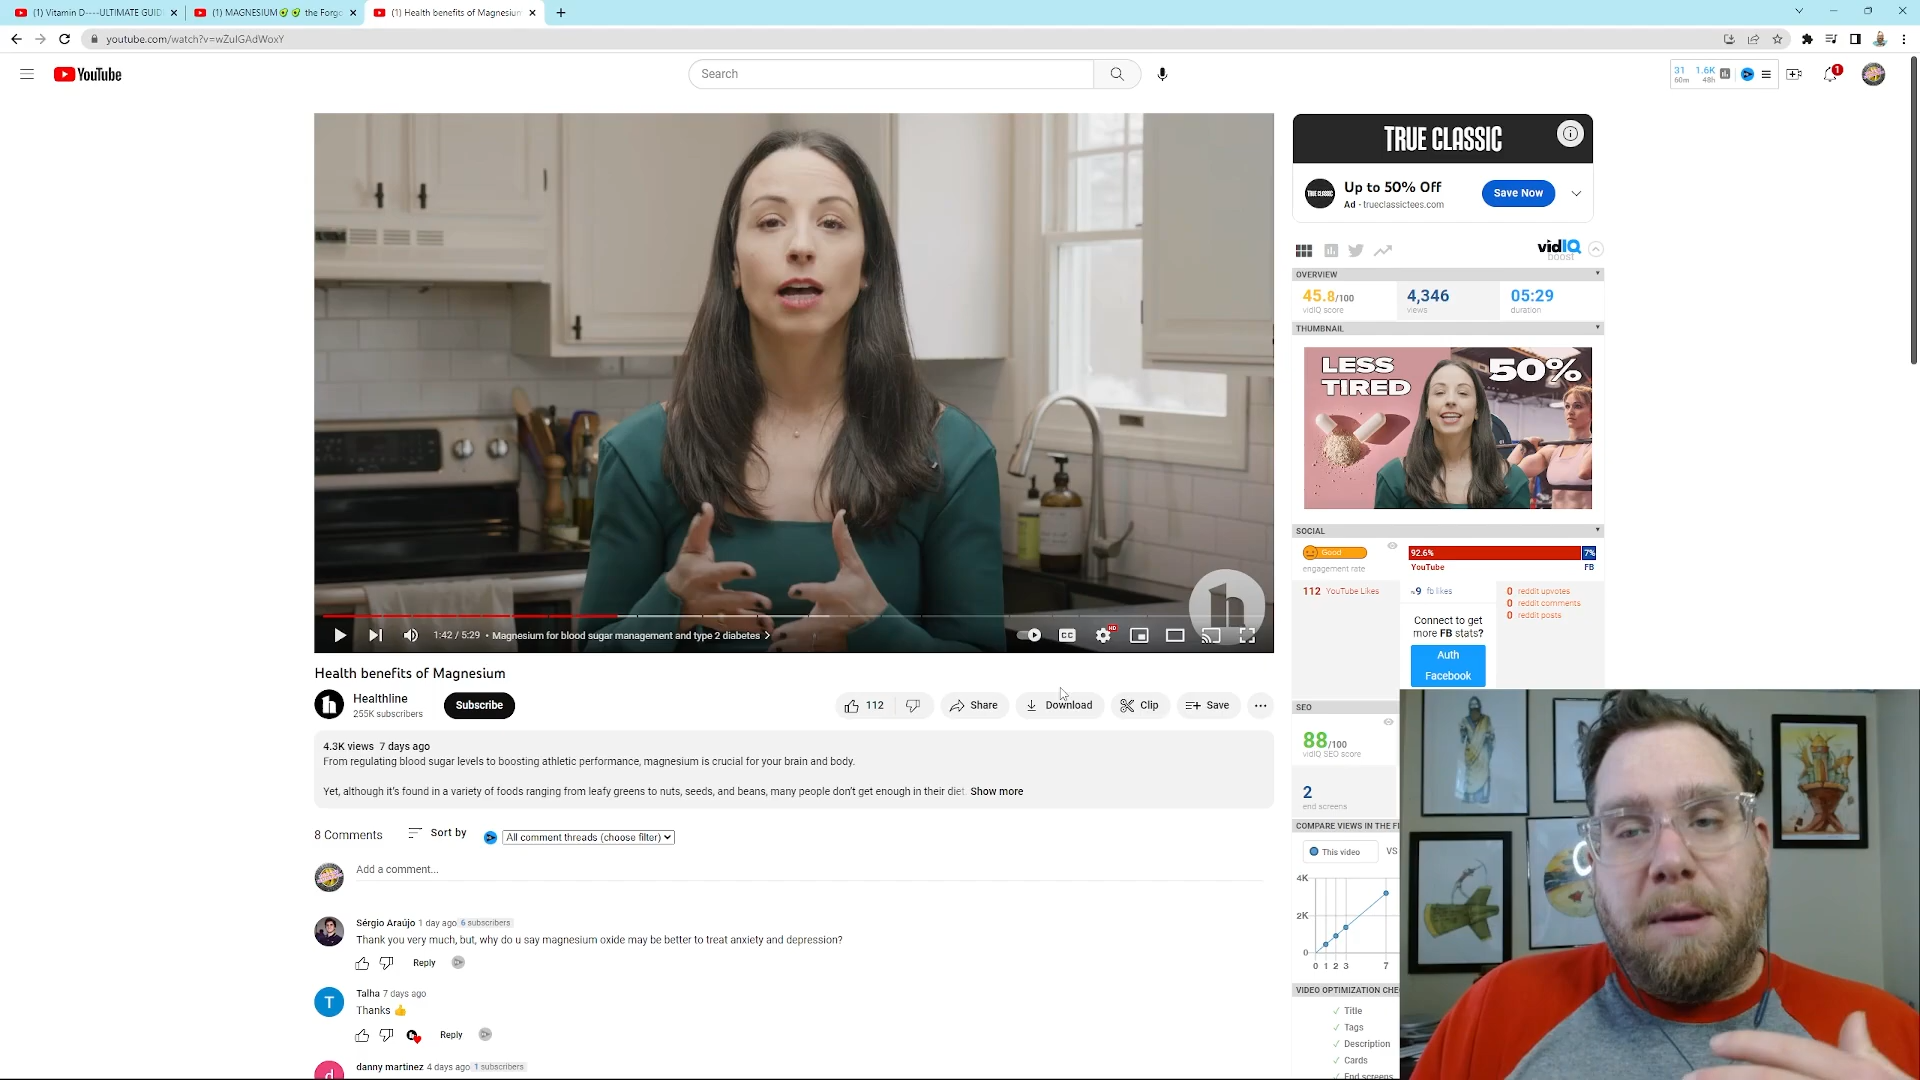 (1) Vitamin D----ULTIMATE GUID
(1) MAGNESIUM🥑🥑 the Forgo
(1) Health benefits of Magnesium
youtube.com/watch?v=wZulGAdWoxY
YouTube
Search
31 60m
1.6K 48h
1
TRUE CLASSIC
TRUE CLASSIC
Up to 50% Off
Ad · trueclassictees.com
Save Now
vidIQ
boost
OVERVIEW
45.8/100
vidIQ score
4,346
views
05:29
duration
THUMBNAIL
LESS TIRED
50%
SOCIAL
Good
engagement rate
92.6%
7%
YouTube
FB
112 YouTube Likes
~9 fb likes
0 reddit upvotes
0 reddit comments
0 reddit posts
Connect to get
more FB stats?
Auth
Facebook
h
1:42 / 5:29 • Magnesium for blood sugar management and type 2 diabetes >
CC
HD
Health benefits of Magnesium
h
Healthline
255K subscribers
Subscribe
112
Share
Download
Clip
Save
4.3K views 7 days ago
From regulating blood sugar levels to boosting athletic performance, magnesium is crucial for your brain and body.
Yet, although it's found in a variety of foods ranging from leafy greens to nuts, seeds, and beans, many people don't get enough in their diet. Show more
8 Comments
Sort by
All comment threads (choose filter)
Add a comment...
Sérgio Araújo 1 day ago 6 subscribers
Thank you very much, but, why do u say magnesium oxide may be better to treat anxiety and depression?
Reply
T
Talha 7 days ago
Thanks 👍
Reply
d
danny martinez 4 days ago 1 subscribers
SEO
88/100
vidIQ SEO score
2
end screens
COMPARE VIEWS IN THE FI
This video
VS
4K
2K
0
0 1 2 3 7
VIDEO OPTIMIZATION CHE
✓ Title
✓ Tags
✓ Description
✓ Cards
✓ End screens